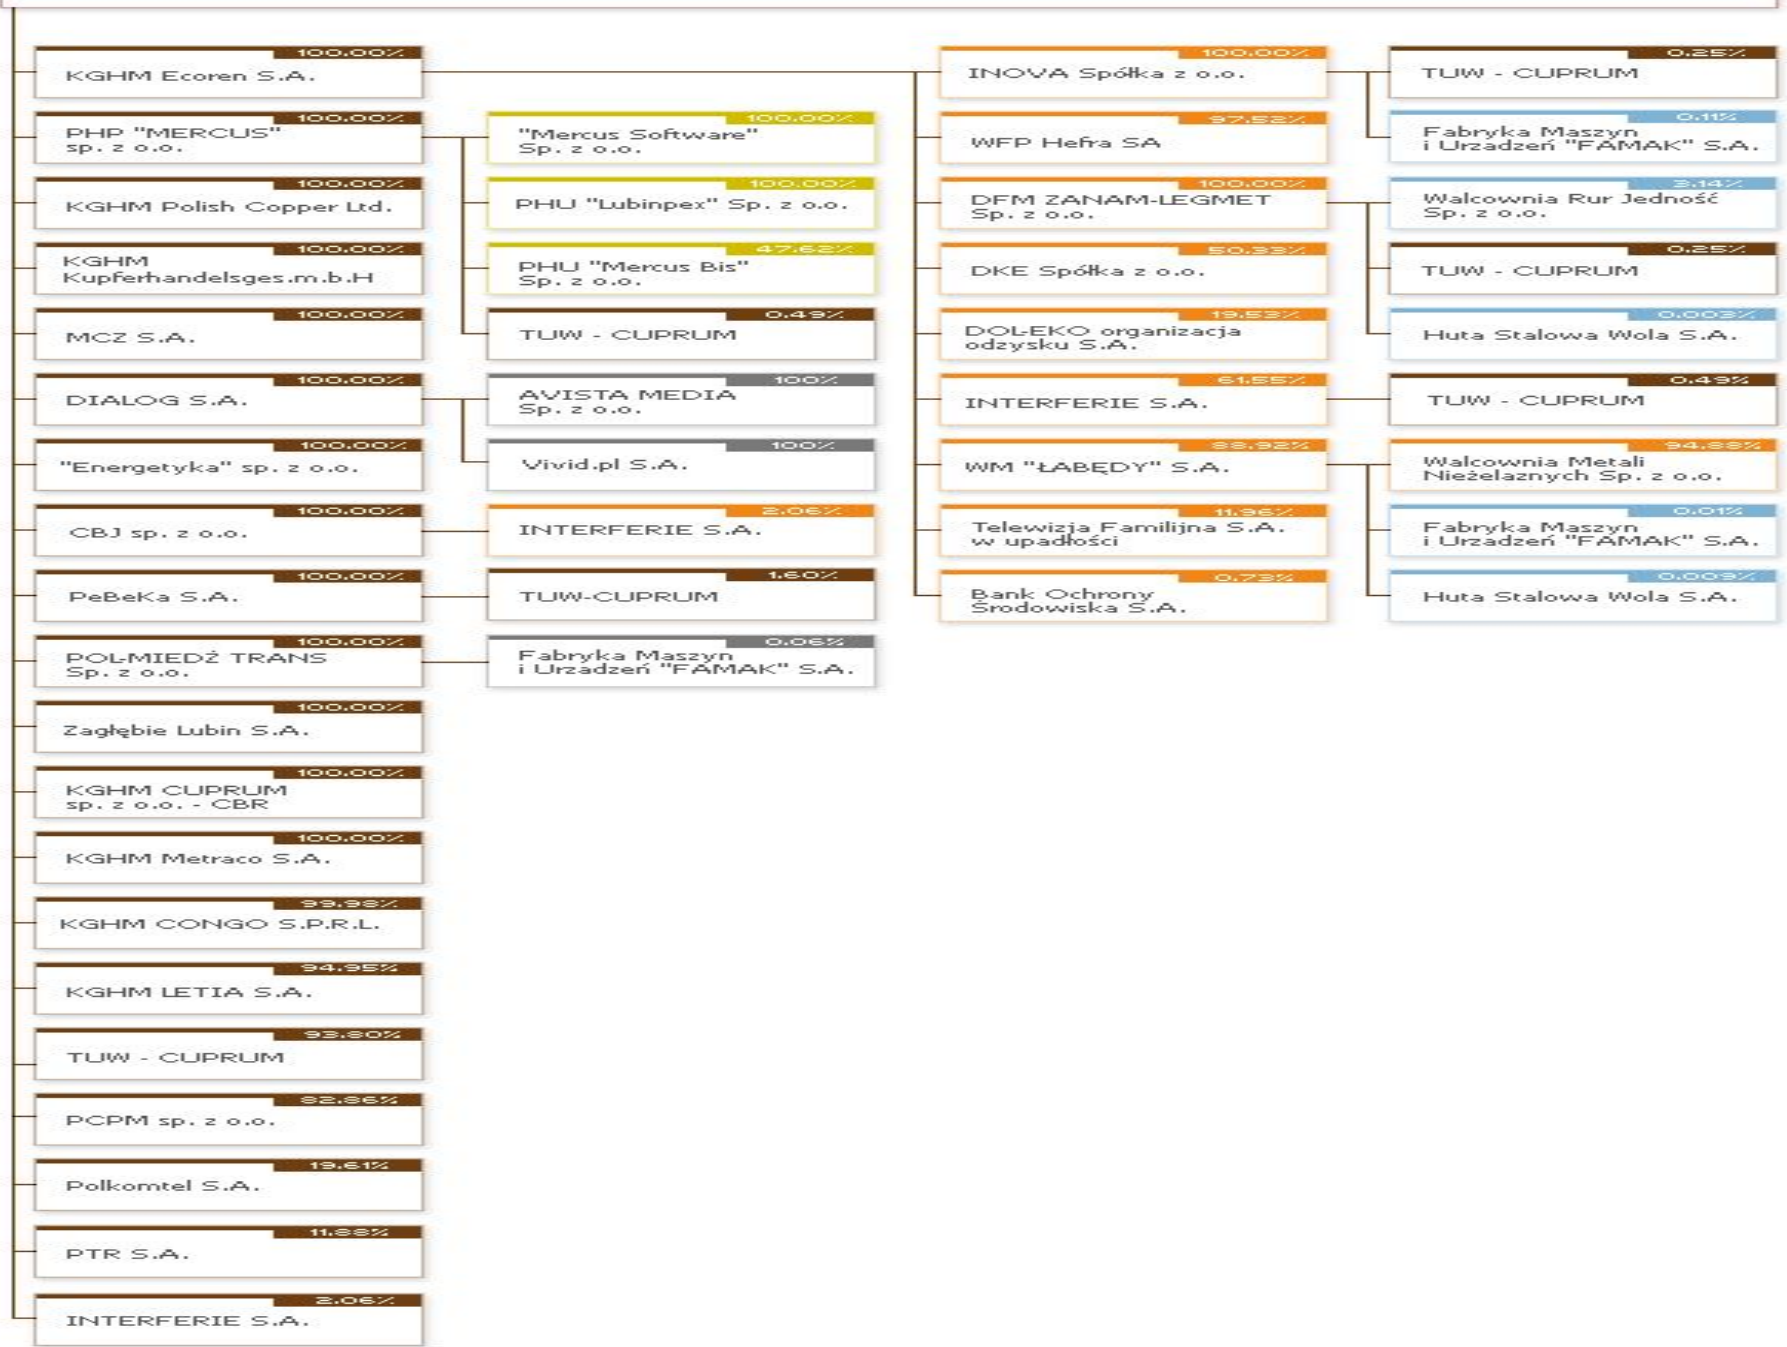 100.00%
KGHM Ecoren S.A.
100.00%
PHP "MERCUS"
sp. z o.o.
100.00%
KGHM Polish Copper Ltd.
100.00%
KGHM
Kupferhandelsges.m.b.H
100.00%
MCZ S.A.
100.00%
DIALOG S.A.
100.00%
"Energetyka" sp. z o.o.
100.00%
CBJ sp. z o.o.
100.00%
PeBeKa S.A.
100.00%
POL-MIEDŹ TRANS
Sp. z o.o.
100.00%
Zagłębie Lubin S.A.
100.00%
KGHM CUPRUM
sp. z o.o. - CBR
100.00%
KGHM Metraco S.A.
99.98%
KGHM CONGO S.P.R.L.
94.95%
KGHM LETIA S.A.
93.80%
TUW - CUPRUM
82.86%
PCPM sp. z o.o.
19.61%
Polkomtel S.A.
11.88%
PTR S.A.
2.06%
INTERFERIE S.A.
100.00%
"Mercus Software"
Sp. z o.o.
100.00%
PHU "Lubinpex" Sp. z o.o.
47.62%
PHU "Mercus Bis"
Sp. z o.o.
0.49%
TUW - CUPRUM
100%
AVISTA MEDIA
Sp. z o.o.
100%
Vivid.pl S.A.
2.06%
INTERFERIE S.A.
1.60%
TUW-CUPRUM
0.06%
Fabryka Maszyn
i Urzadzeń "FAMAK" S.A.
100.00%
INOVA Spółka z o.o.
97.52%
WFP Hefra SA
100.00%
DFM ZANAM-LEGMET
Sp. z o.o.
50.33%
DKE Spółka z o.o.
19.53%
DOL-EKO organizacja
odzysku S.A.
61.55%
INTERFERIE S.A.
88.92%
WM "ŁABĘDY" S.A.
11.96%
Telewizja Familijna S.A.
w upadłości
0.73%
Bank Ochrony
Środowiska S.A.
0.25%
TUW - CUPRUM
0.11%
Fabryka Maszyn
i Urzadzeń "FAMAK" S.A.
3.14%
Walcownia Rur Jedność
Sp. z o.o.
0.25%
TUW - CUPRUM
0.003%
Huta Stalowa Wola S.A.
0.49%
TUW - CUPRUM
94.88%
Walcownia Metali
Nieżelaznych Sp. z o.o.
0.01%
Fabryka Maszyn
i Urzadzeń "FAMAK" S.A.
0.009%
Huta Stalowa Wola S.A.